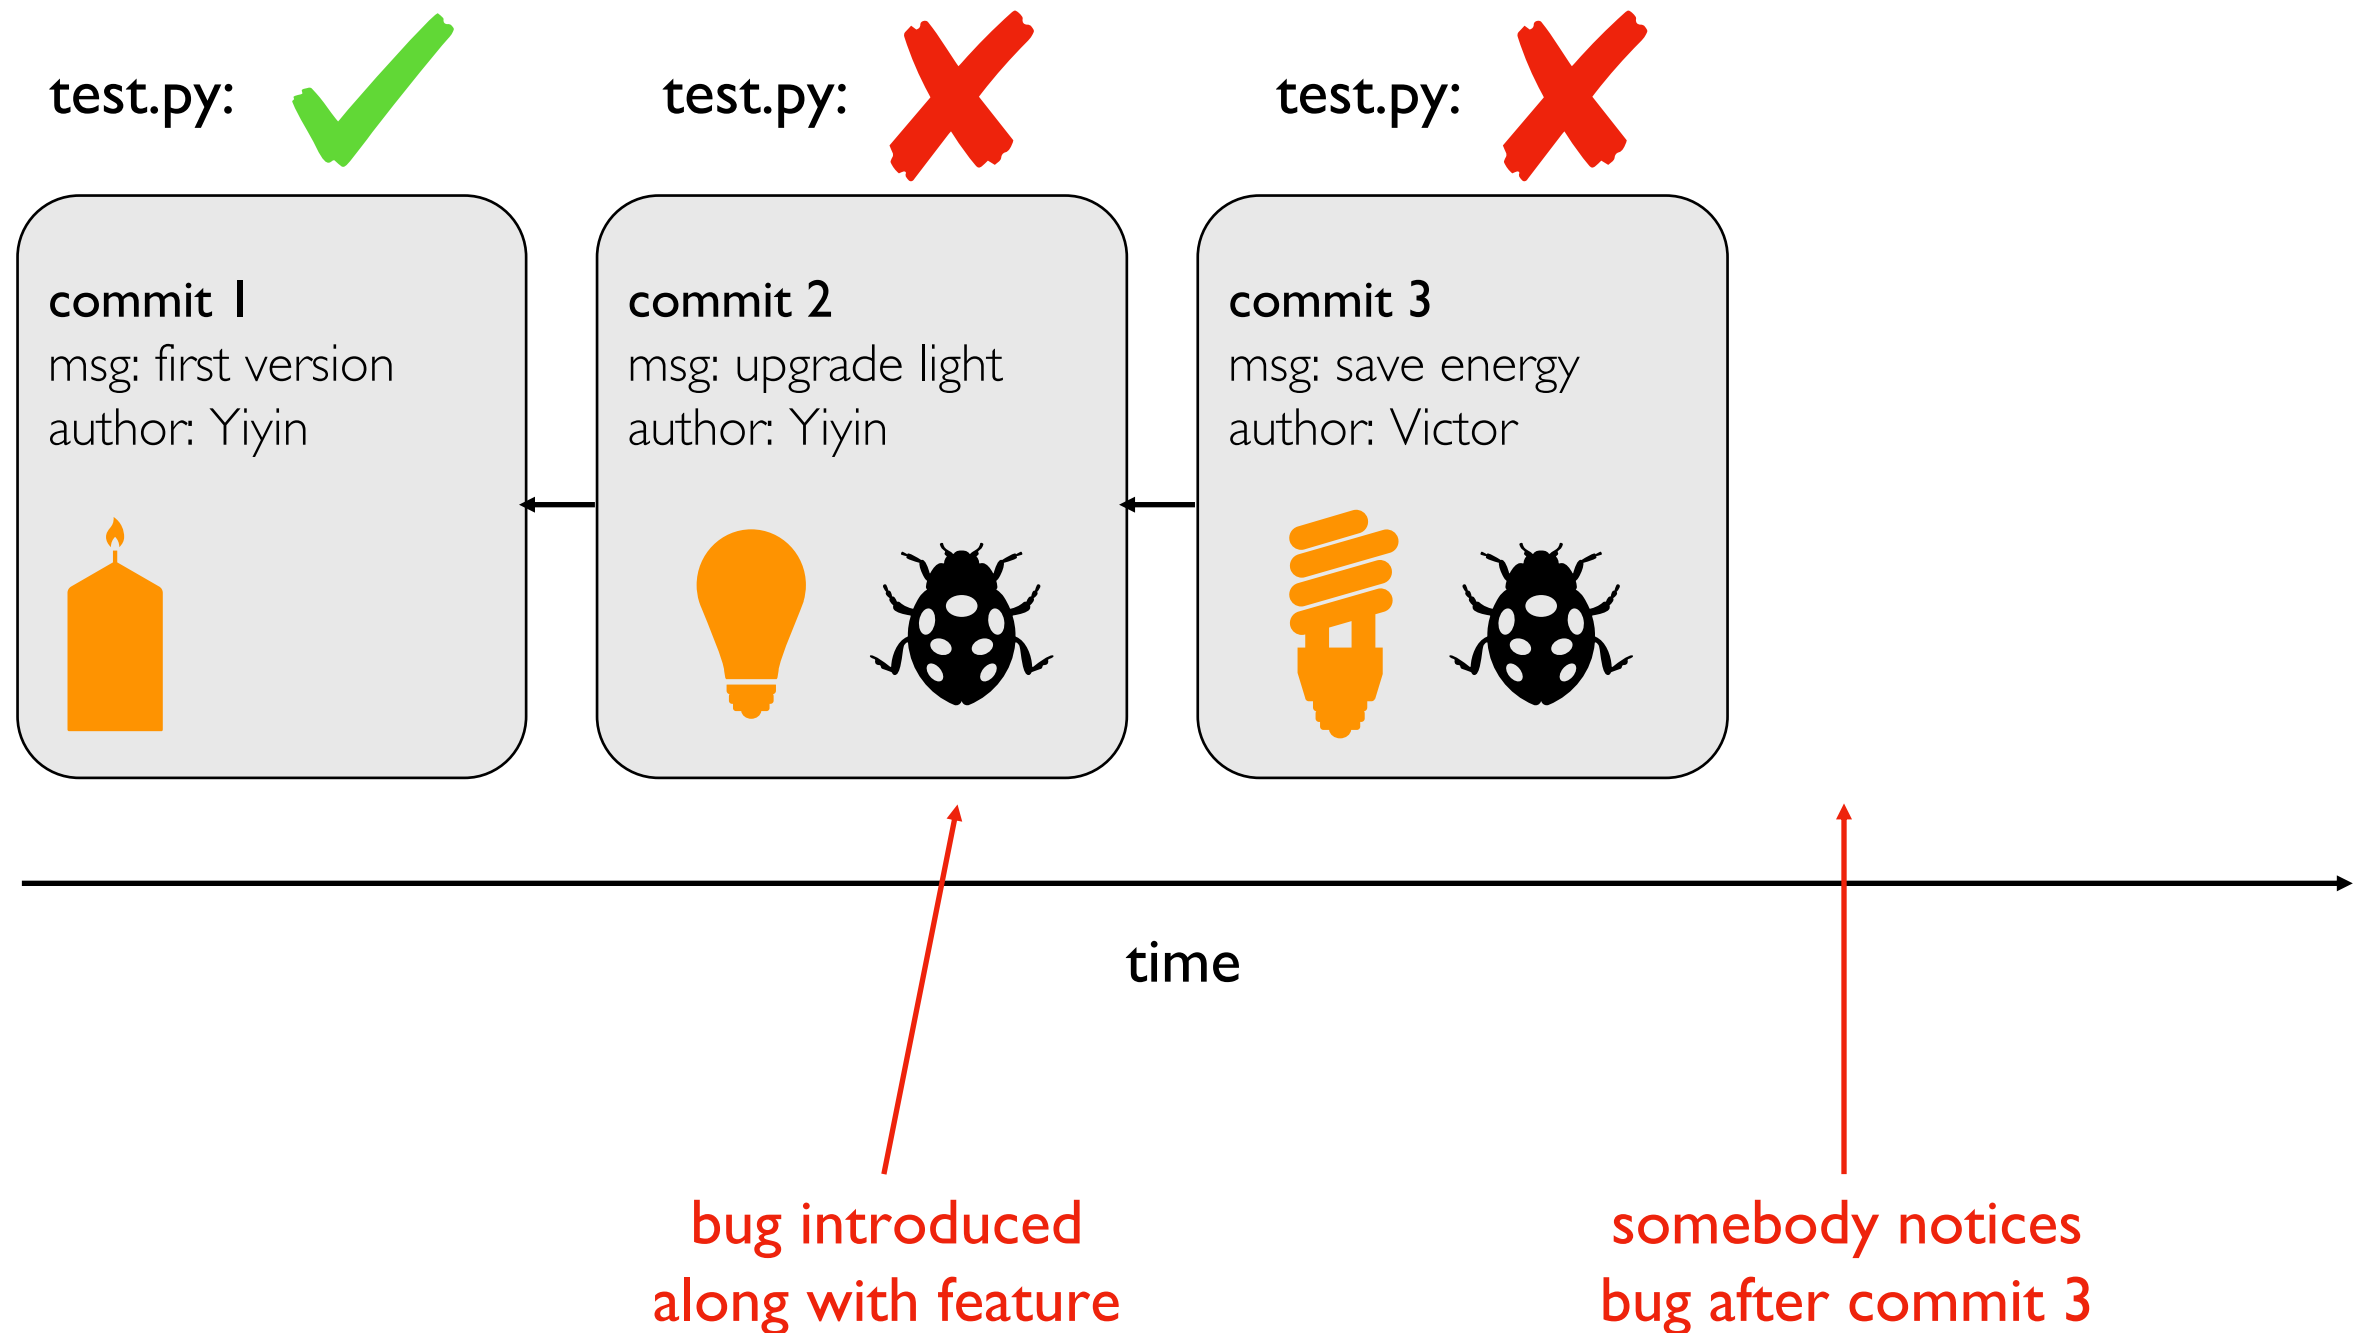 test.py:
test.py:
test.py:
commit 1
msg: first version
author: Yiyin
commit 2
msg: upgrade light
author: Yiyin
commit 3
msg: save energy
author: Victor
time
bug introduced
along with feature
somebody notices
bug after commit 3